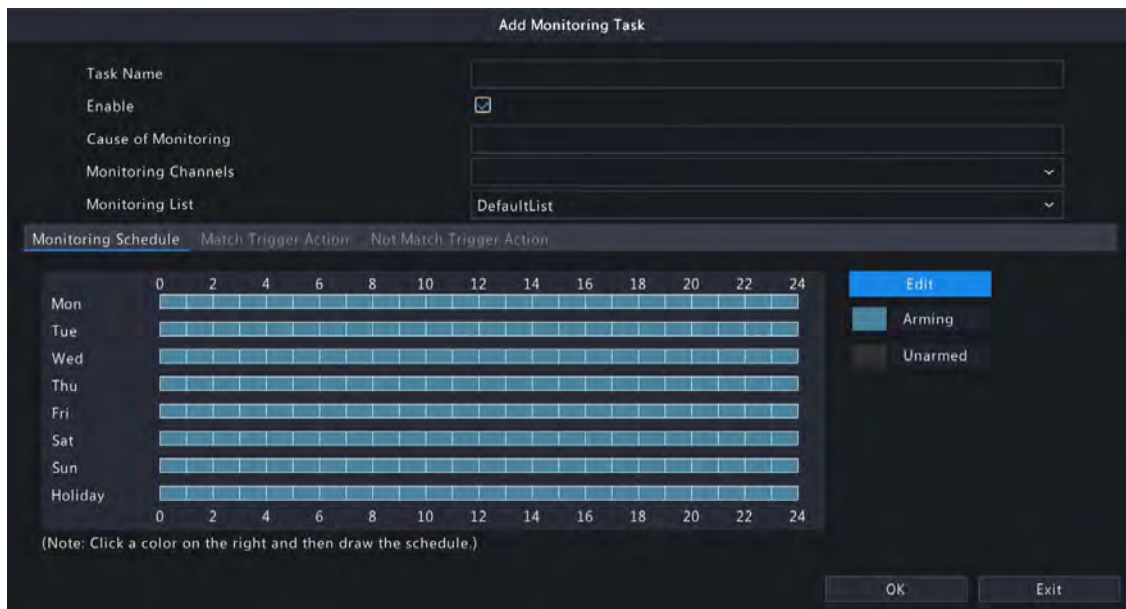 Add Monitoring Task
Task Name
Enable
Cause of Monitoring
Monitoring Channels
Monitoring List DefaultList
Monitoring Schedule Match Trigger Action Not Match Trigger Action
0 2 4 6 8 10 12 14 16 18 20 22 24 Edit
Mon
Arming
Tue
Wed Unarmed
Thu
Fri
Sat
Sun
Holiday
0 2 4 6 8 10 12 14 16 18 20 22 24
(Note: Click a color on the right and then draw the schedule.)
OK Exit